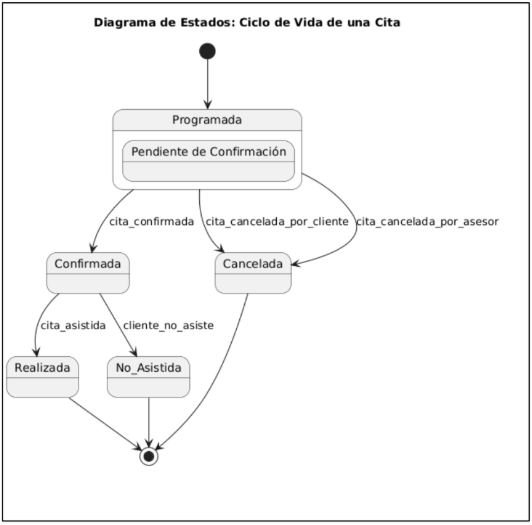 Diagrama de Estados: Ciclo de Vida de una Cita
Programada
Pendiente de Confirmación
cita_confirmada
cita_cancelada_por_cliente
cita_cancelada_por_asesor
Confirmada
Cancelada
cita_asistida
cliente_no_asiste
Realizada
No_Asistida